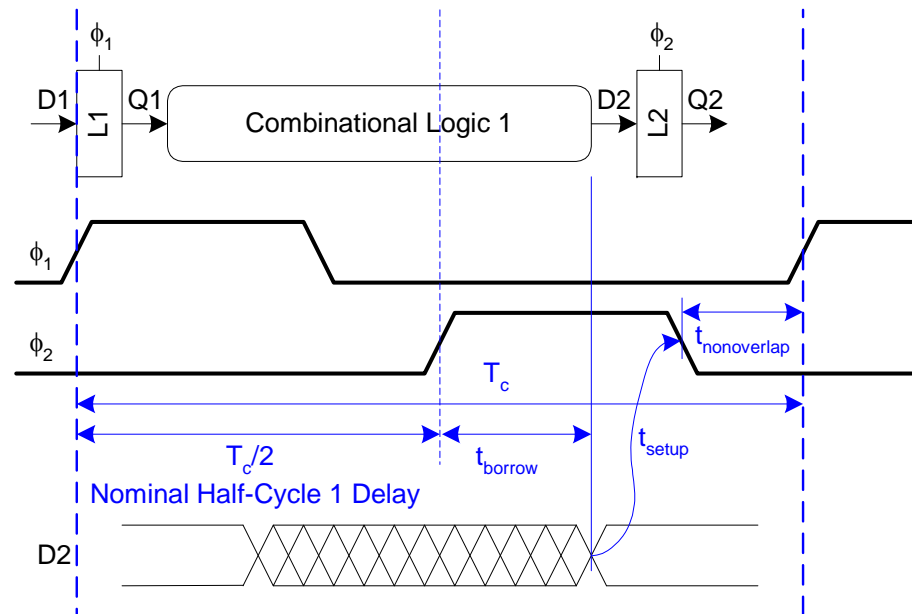 ϕ1 ϕ2
D1 L1 Q1 Combinational Logic 1 D2 L2 Q2
ϕ1
ϕ2
tnonoverlap
Tc
Tc/2
tborrow
tsetup
Nominal Half-Cycle 1 Delay
D2